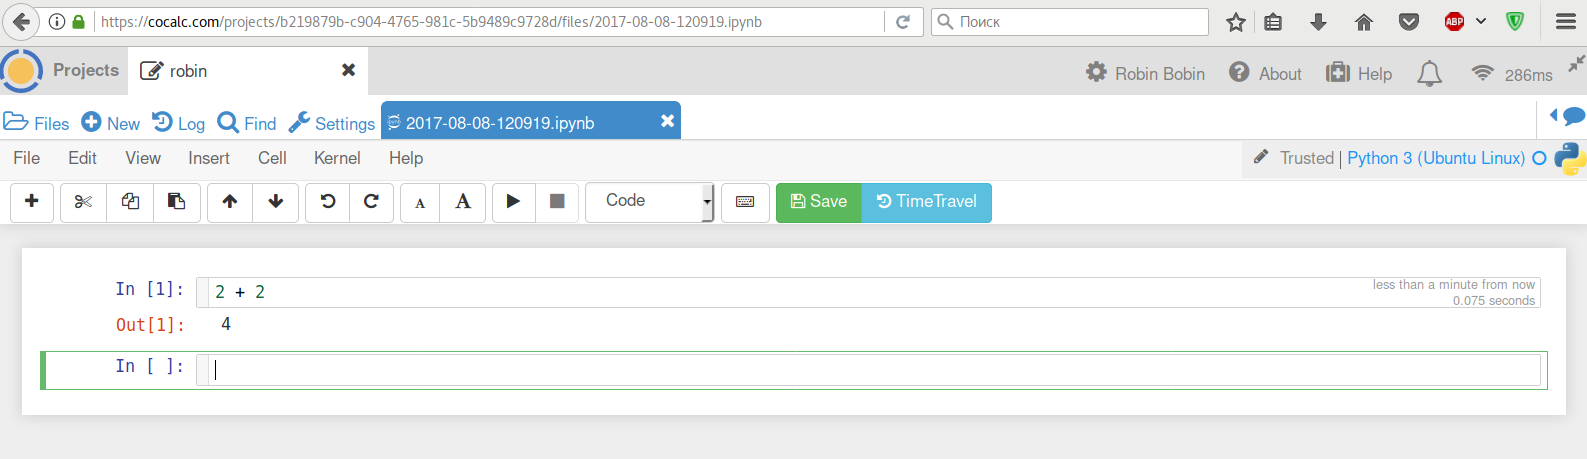 https://cocalc.com/projects/b219879b-c904-4765-981c-5b9489c9728d/files/2017-08-08-120919.ipynb
Поиск
ABP
Projects robin Robin Bobin About Help 286ms
Files New Log Find Settings 2017-08-08-120919.ipynb
File Edit View Insert Cell Kernel Help Trusted | Python 3 (Ubuntu Linux)
A A Code Save TimeTravel
In [1]: 2 + 2 less than a minute from now
0.075 seconds
Out[1]: 4
In [ ]: